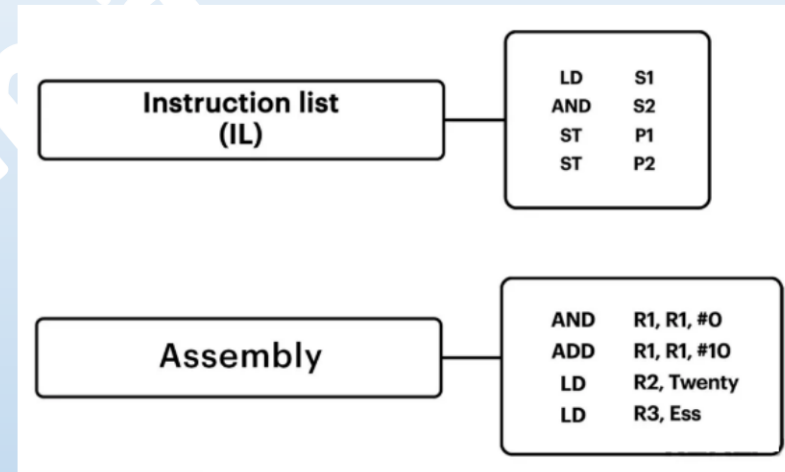 Instruction list
(IL)
LD S1
AND S2
ST P1
ST P2
Assembly
AND R1, R1, #0
ADD R1, R1, #10
LD R2, Twenty
LD R3, Ess